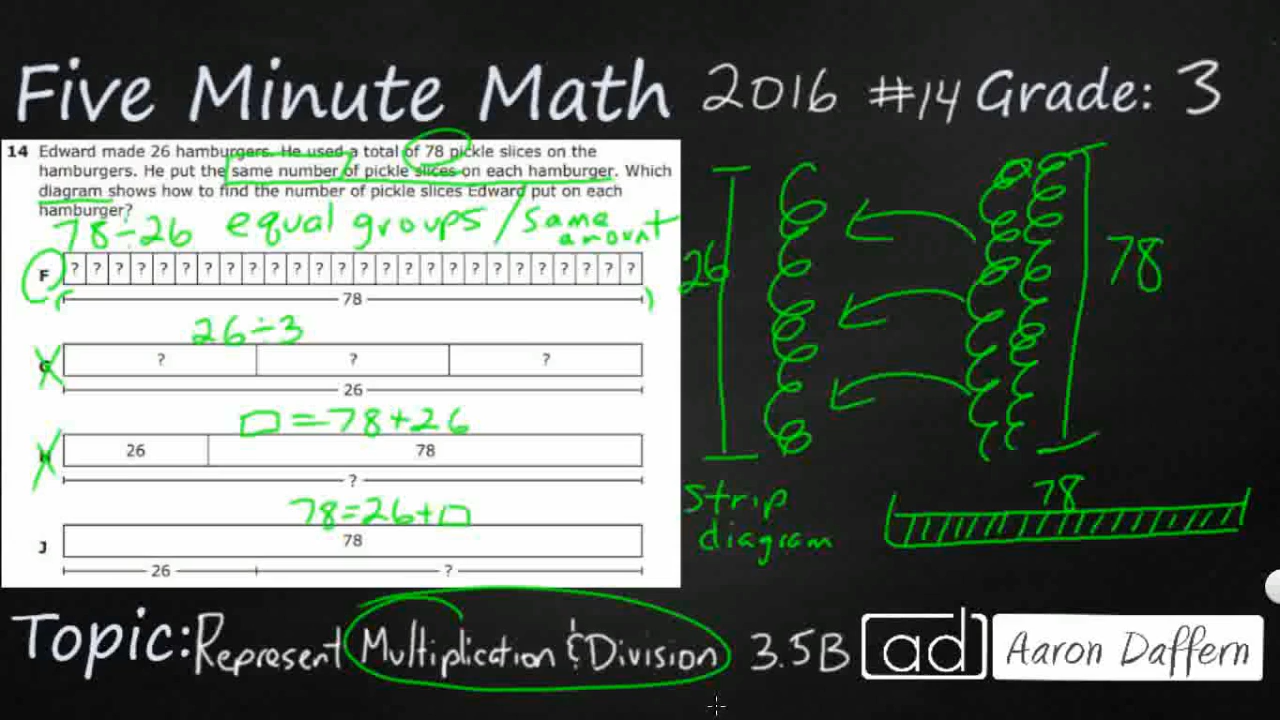 Five Minute Math 2016 #14 Grade: 3
14 Edward made 26 hamburgers. He used a total of 78 pickle slices on the
hamburgers. He put the same number of pickle slices on each hamburger. Which
diagram shows how to find the number of pickle slices Edward put on each
hamburger?
78÷26 equal groups / same
amount
F ? ? ? ? ? ? ? ? ? ? ? ? ? ? ? ? ? ? ? ? ? ? ? ? ? ?
78
26÷3
G ? ? ?
26
□=78+26
H 26 78
?
78=26+□
J 78
26 ?
26
78
strip
diagram
78
Topic: Represent Multiplication & Division 3.5B ad Aaron Daffern